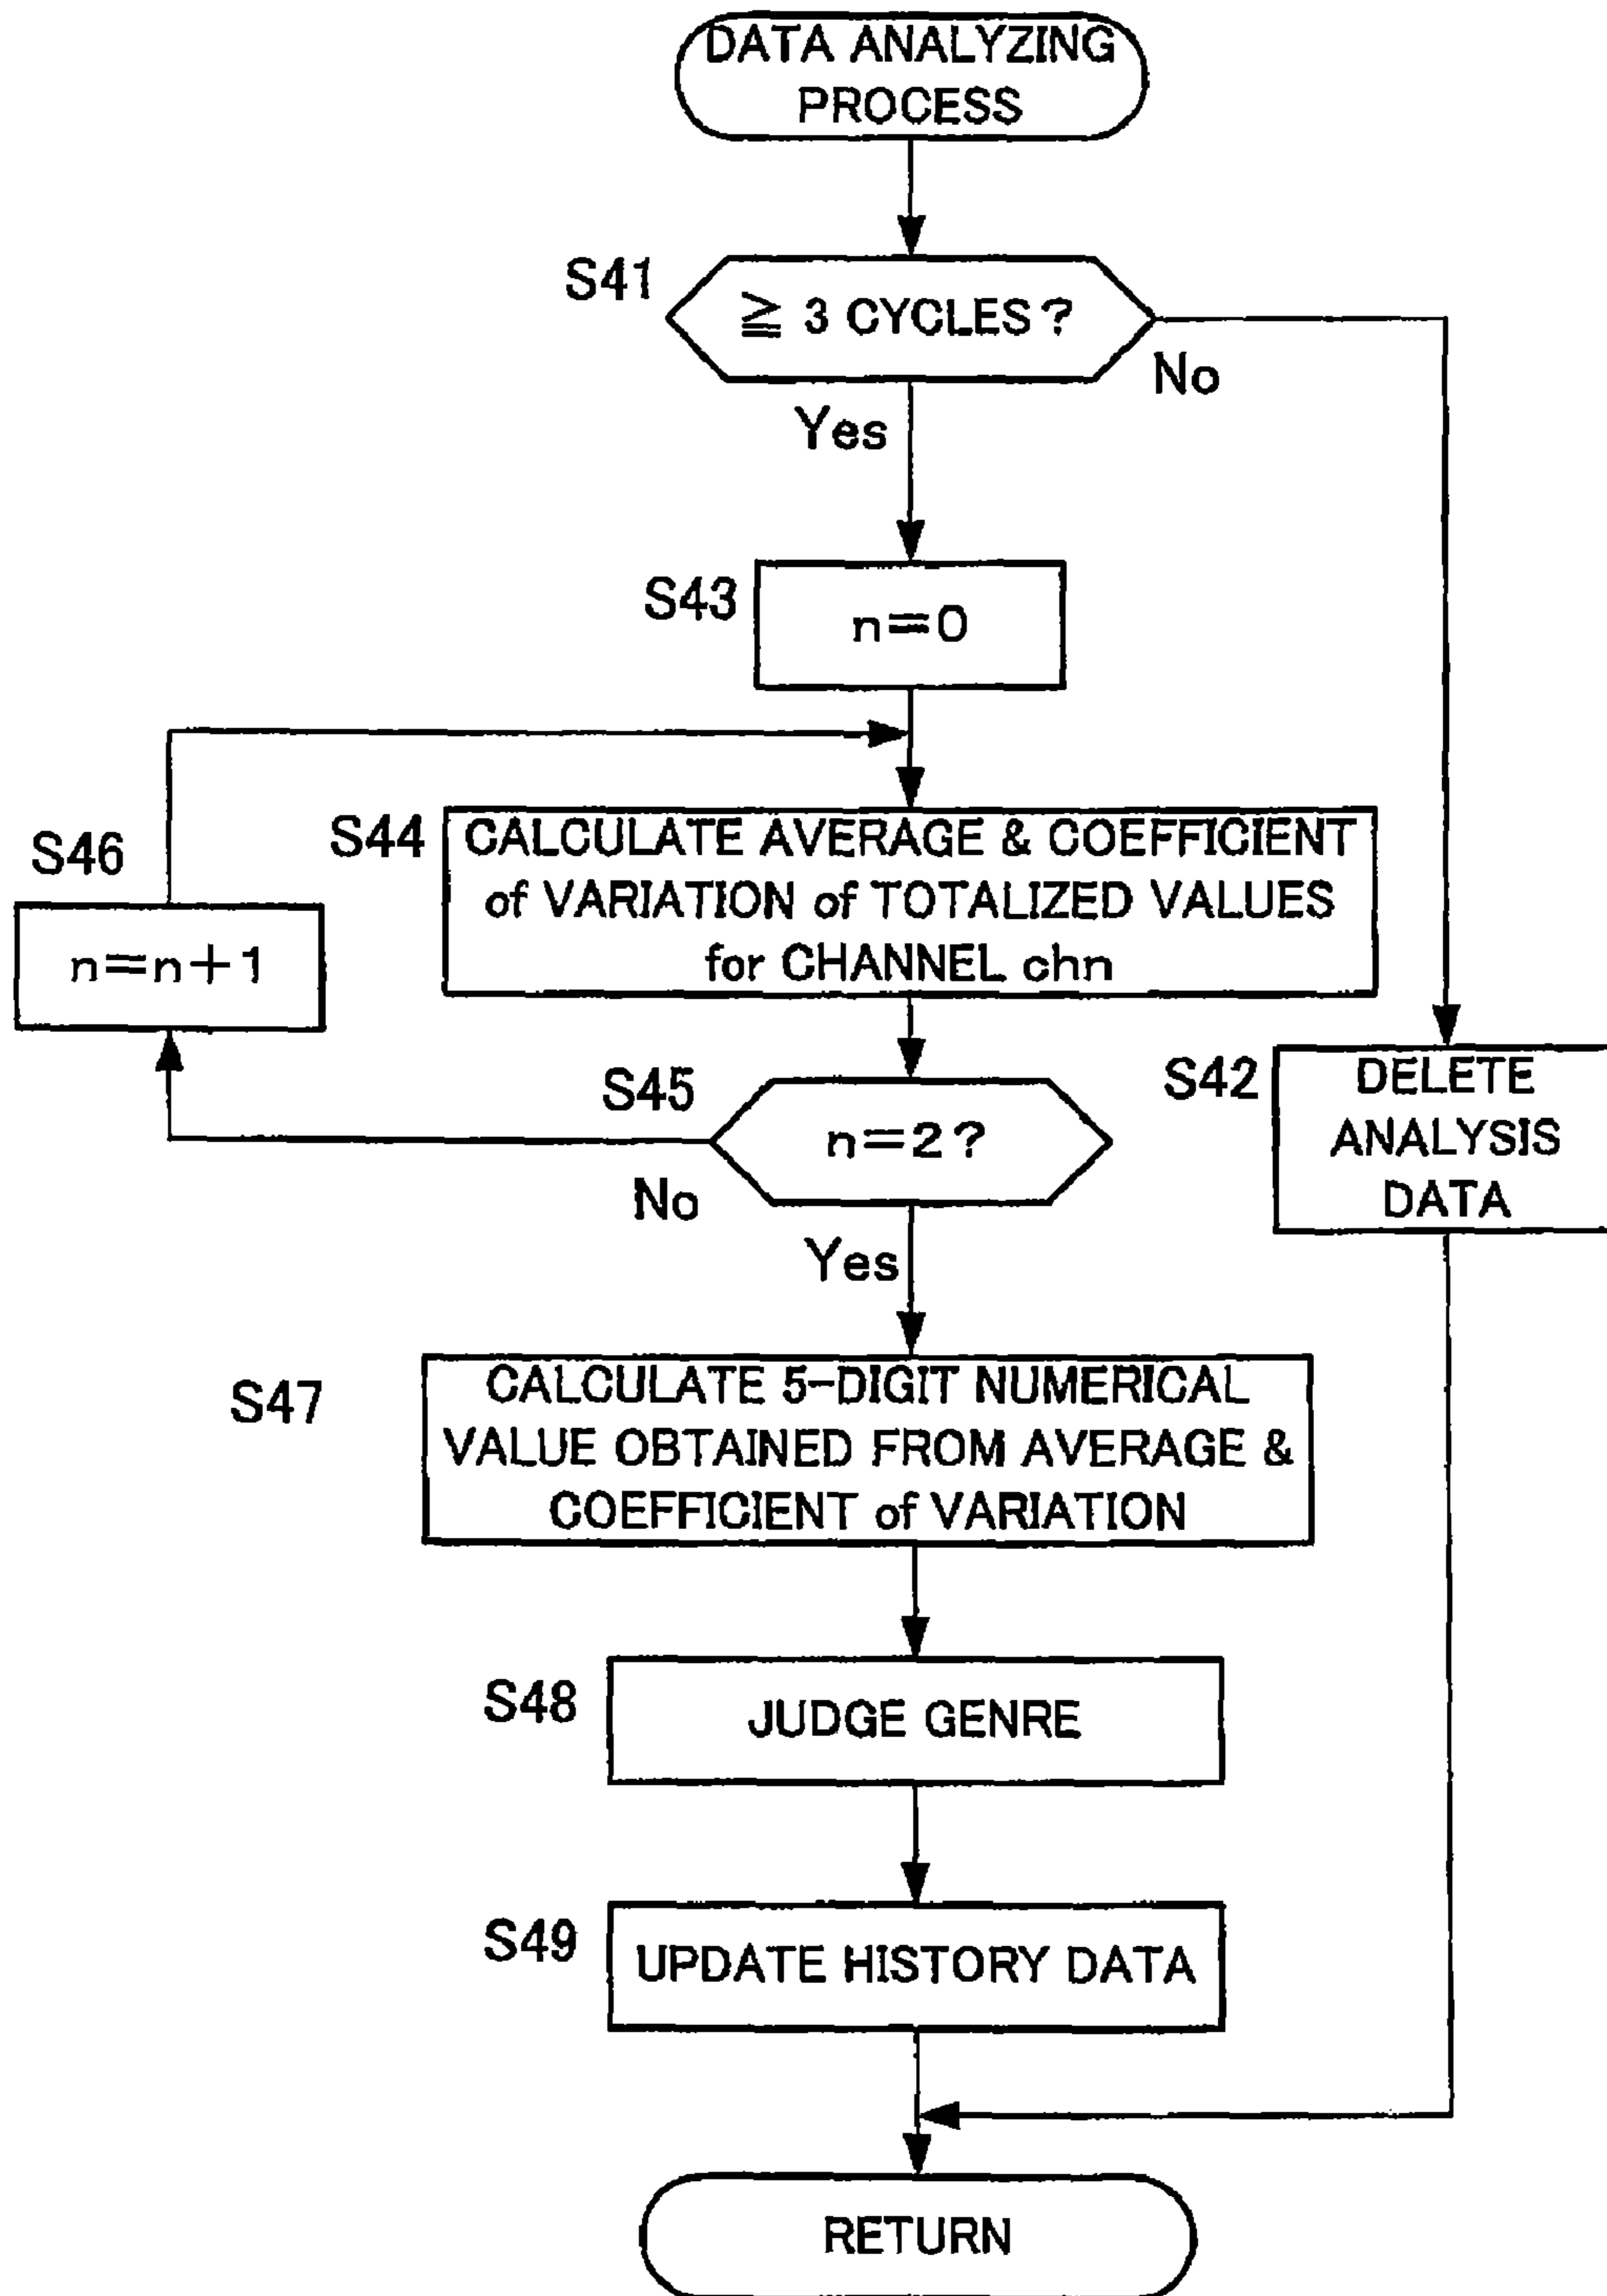 DATA ANALYZING
PROCESS
S41
≧ 3 CYCLES?
No
Yes
S43
n=0
S46
n=n+1
S44
CALCULATE AVERAGE & COEFFICIENT
of VARIATION of TOTALIZED VALUES
for CHANNEL chn
S45
n=2?
No
Yes
S42
DELETE
ANALYSIS
DATA
S47
CALCULATE 5-DIGIT NUMERICAL
VALUE OBTAINED FROM AVERAGE &
COEFFICIENT of VARIATION
S48
JUDGE GENRE
S49
UPDATE HISTORY DATA
RETURN